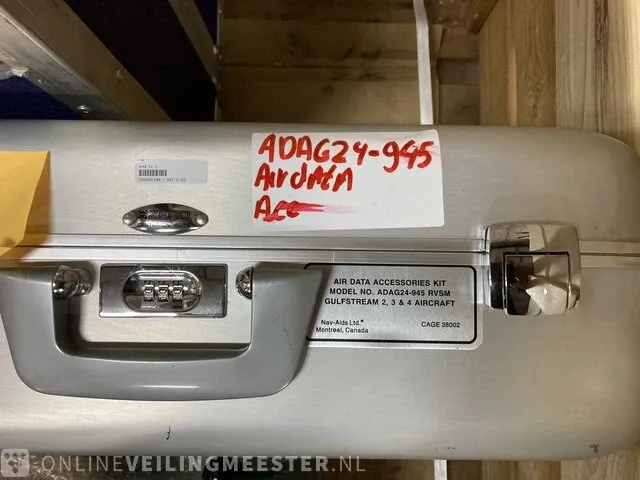 ADAG24-945
AirdAtA
Acc
AIR DATA ACCESSORIES KIT
MODEL NO. ADAG24-945 RVSM
GULFSTREAM 2, 3 & 4 AIRCRAFT
Nav-Aids Ltd.
Montreal, Canada
CAGE 38002
ONLINEVEILINGMEESTER.NL